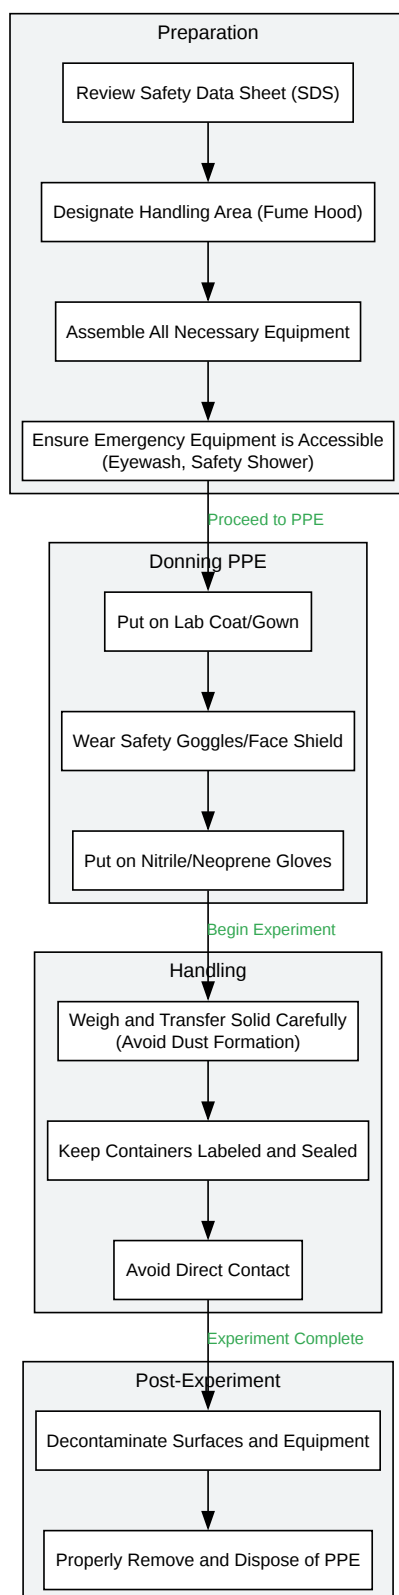 Preparation
Review Safety Data Sheet (SDS)
Designate Handling Area (Fume Hood)
Assemble All Necessary Equipment
Ensure Emergency Equipment is Accessible
(Eyewash, Safety Shower)
Proceed to PPE
Donning PPE
Put on Lab Coat/Gown
Wear Safety Goggles/Face Shield
Put on Nitrile/Neoprene Gloves
Begin Experiment
Handling
Weigh and Transfer Solid Carefully
(Avoid Dust Formation)
Keep Containers Labeled and Sealed
Avoid Direct Contact
Experiment Complete
Post-Experiment
Decontaminate Surfaces and Equipment
Properly Remove and Dispose of PPE